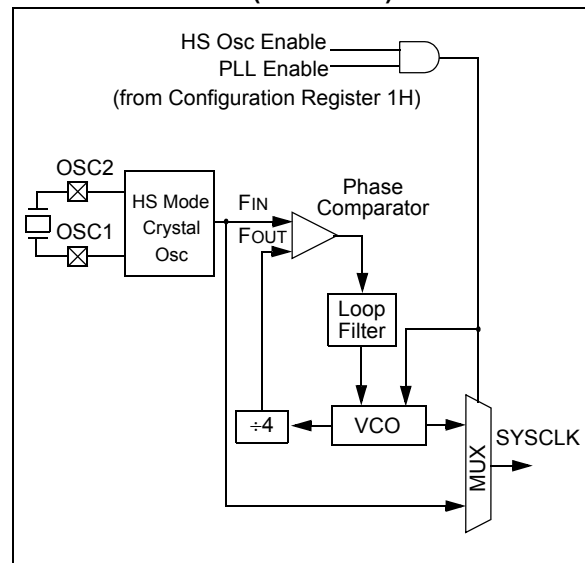 HS Osc Enable
PLL Enable
(from Configuration Register 1H)
OSC2
OSC1
HS Mode
Crystal
Osc
FIN
FOUT
Phase
Comparator
Loop
Filter
÷4
VCO
MUX
SYSCLK